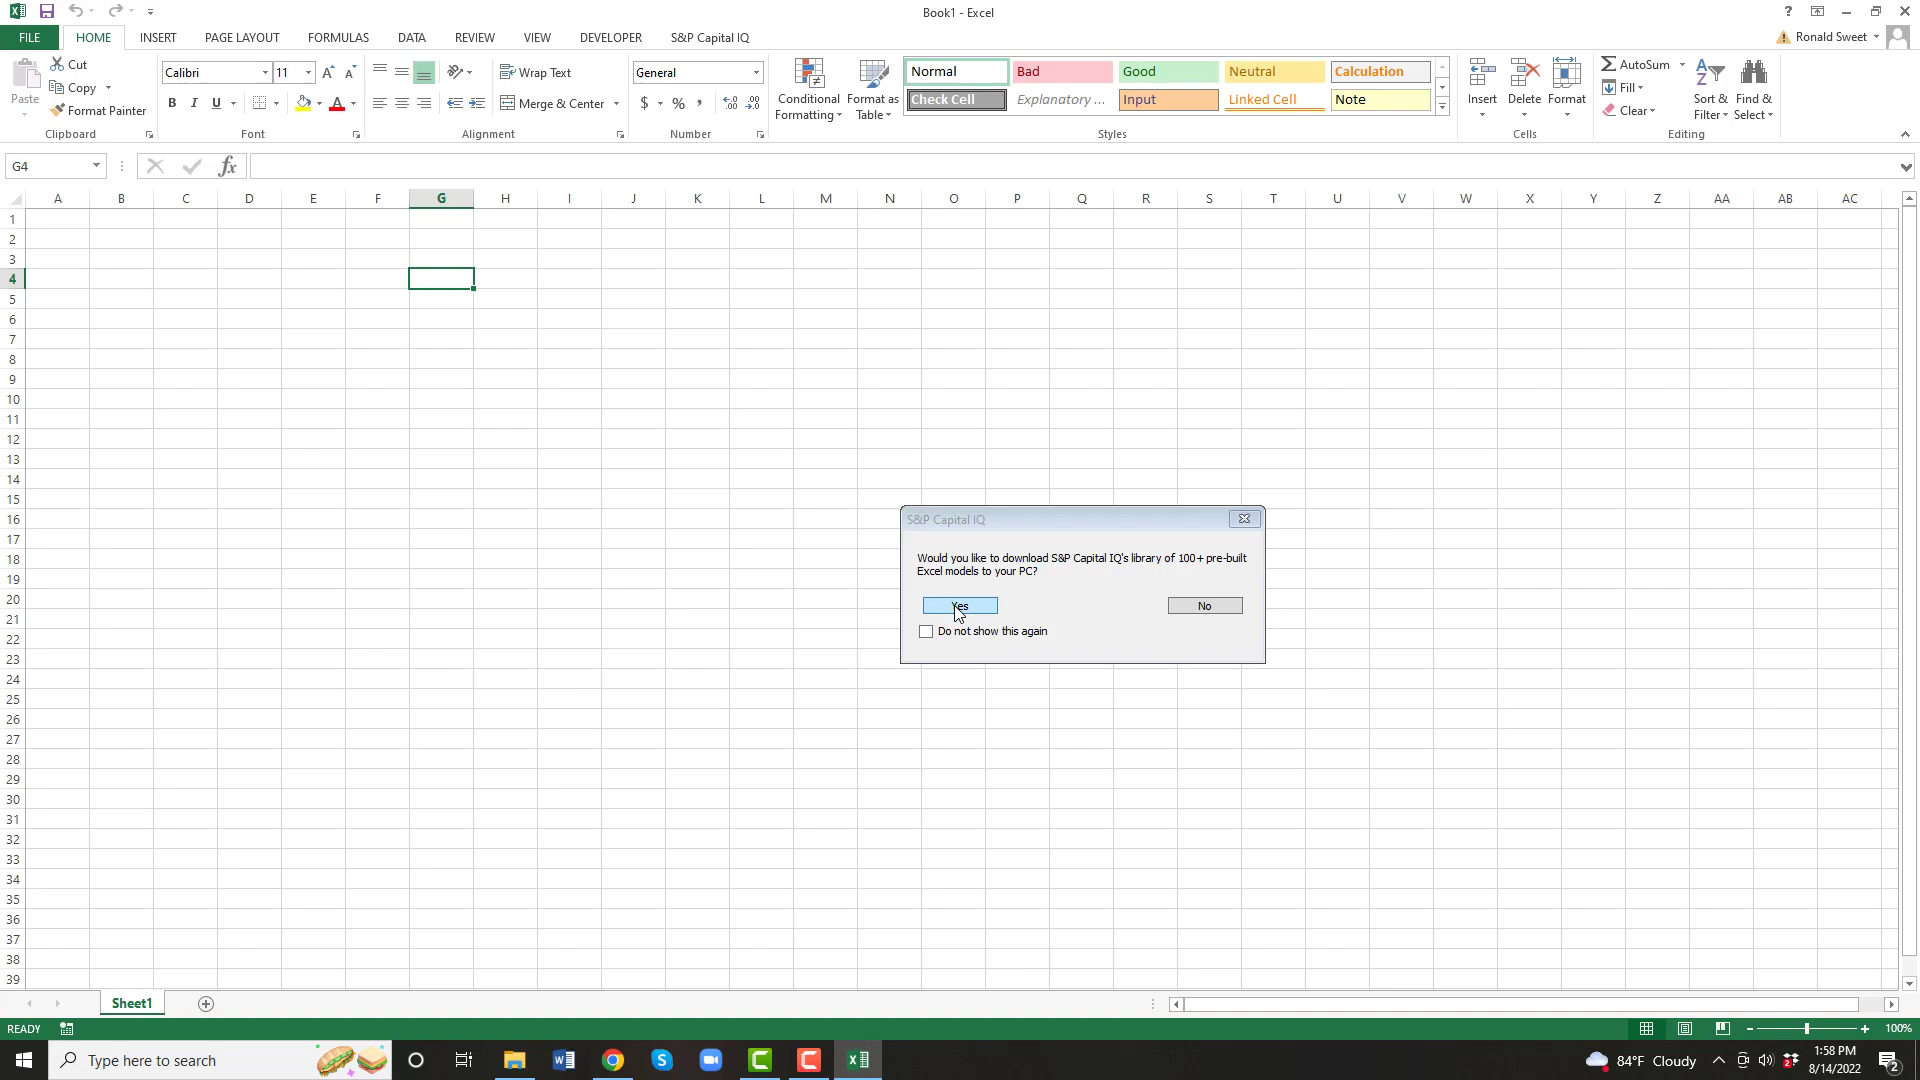 Book1 - Excel
?
FILE HOME INSERT PAGE LAYOUT FORMULAS DATA REVIEW VIEW DEVELOPER S&P Capital IQ
Ronald Sweet
Paste
Cut
Copy
Format Painter
Clipboard
Calibri 11
B I U
Font
Wrap Text
Merge & Center
Alignment
General
$ % ,
Number
Conditional Formatting
Format as Table
Normal Bad Good Neutral Calculation
Check Cell Explanatory ... Input Linked Cell Note
Styles
Insert Delete Format
Cells
AutoSum
Fill
Clear
Sort & Filter
Find & Select
Editing
G4
fx
A B C D E F G H I J K L M N O P Q R S T U V W X Y Z AA AB AC
1
2
3
4
5
6
7
8
9
10
11
12
13
14
15
16
17
18
19
20
21
22
23
24
25
26
27
28
29
30
31
32
33
34
35
36
37
38
39
S&P Capital IQ
Would you like to download S&P Capital IQ's library of 100+ pre-built
Excel models to your PC?
Yes No
Do not show this again
Sheet1
READY
100%
Type here to search
84°F Cloudy
1:58 PM
8/14/2022
2